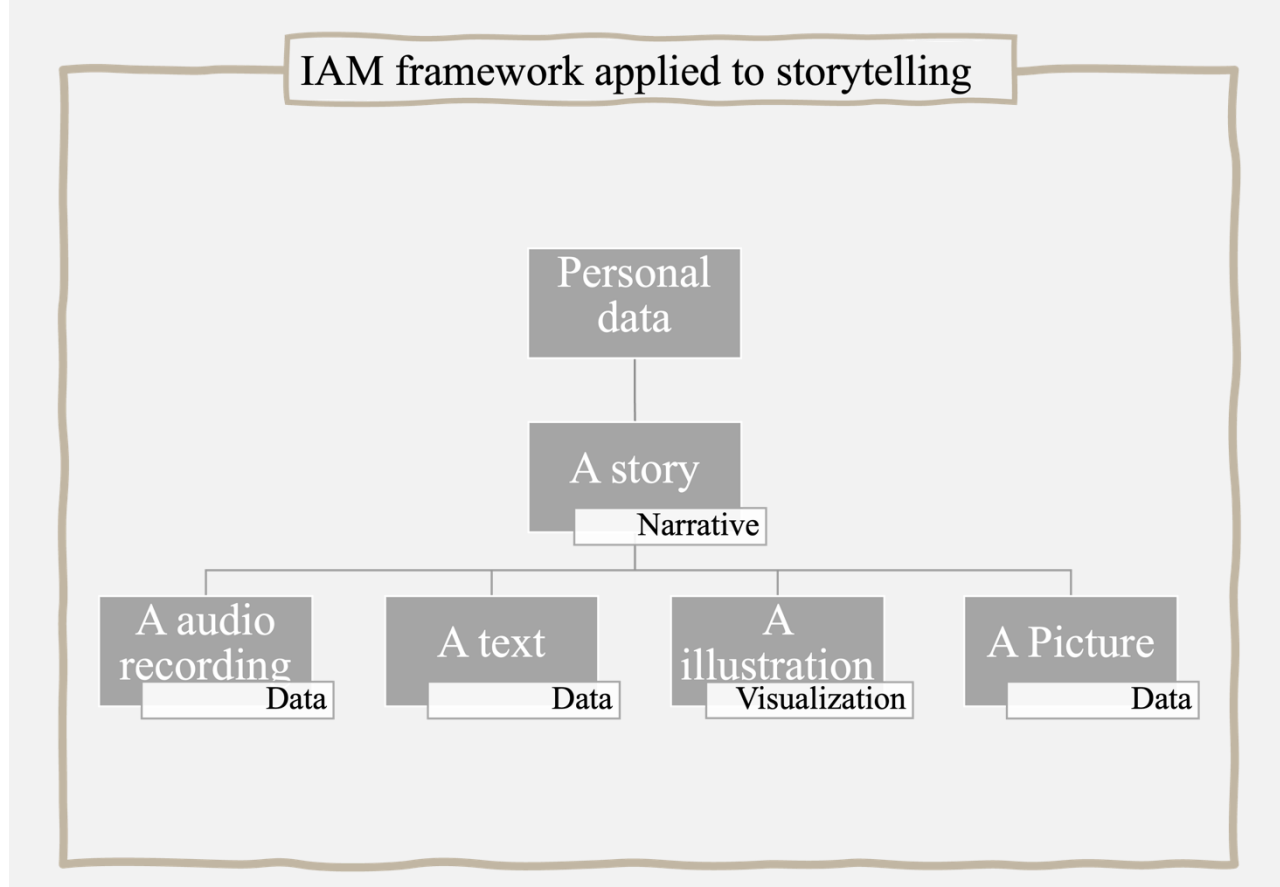 IAM framework applied to storytelling
Personal
data
A story
Narrative
A audio
recording
Data
A text
Data
A
illustration
Visualization
A Picture
Data